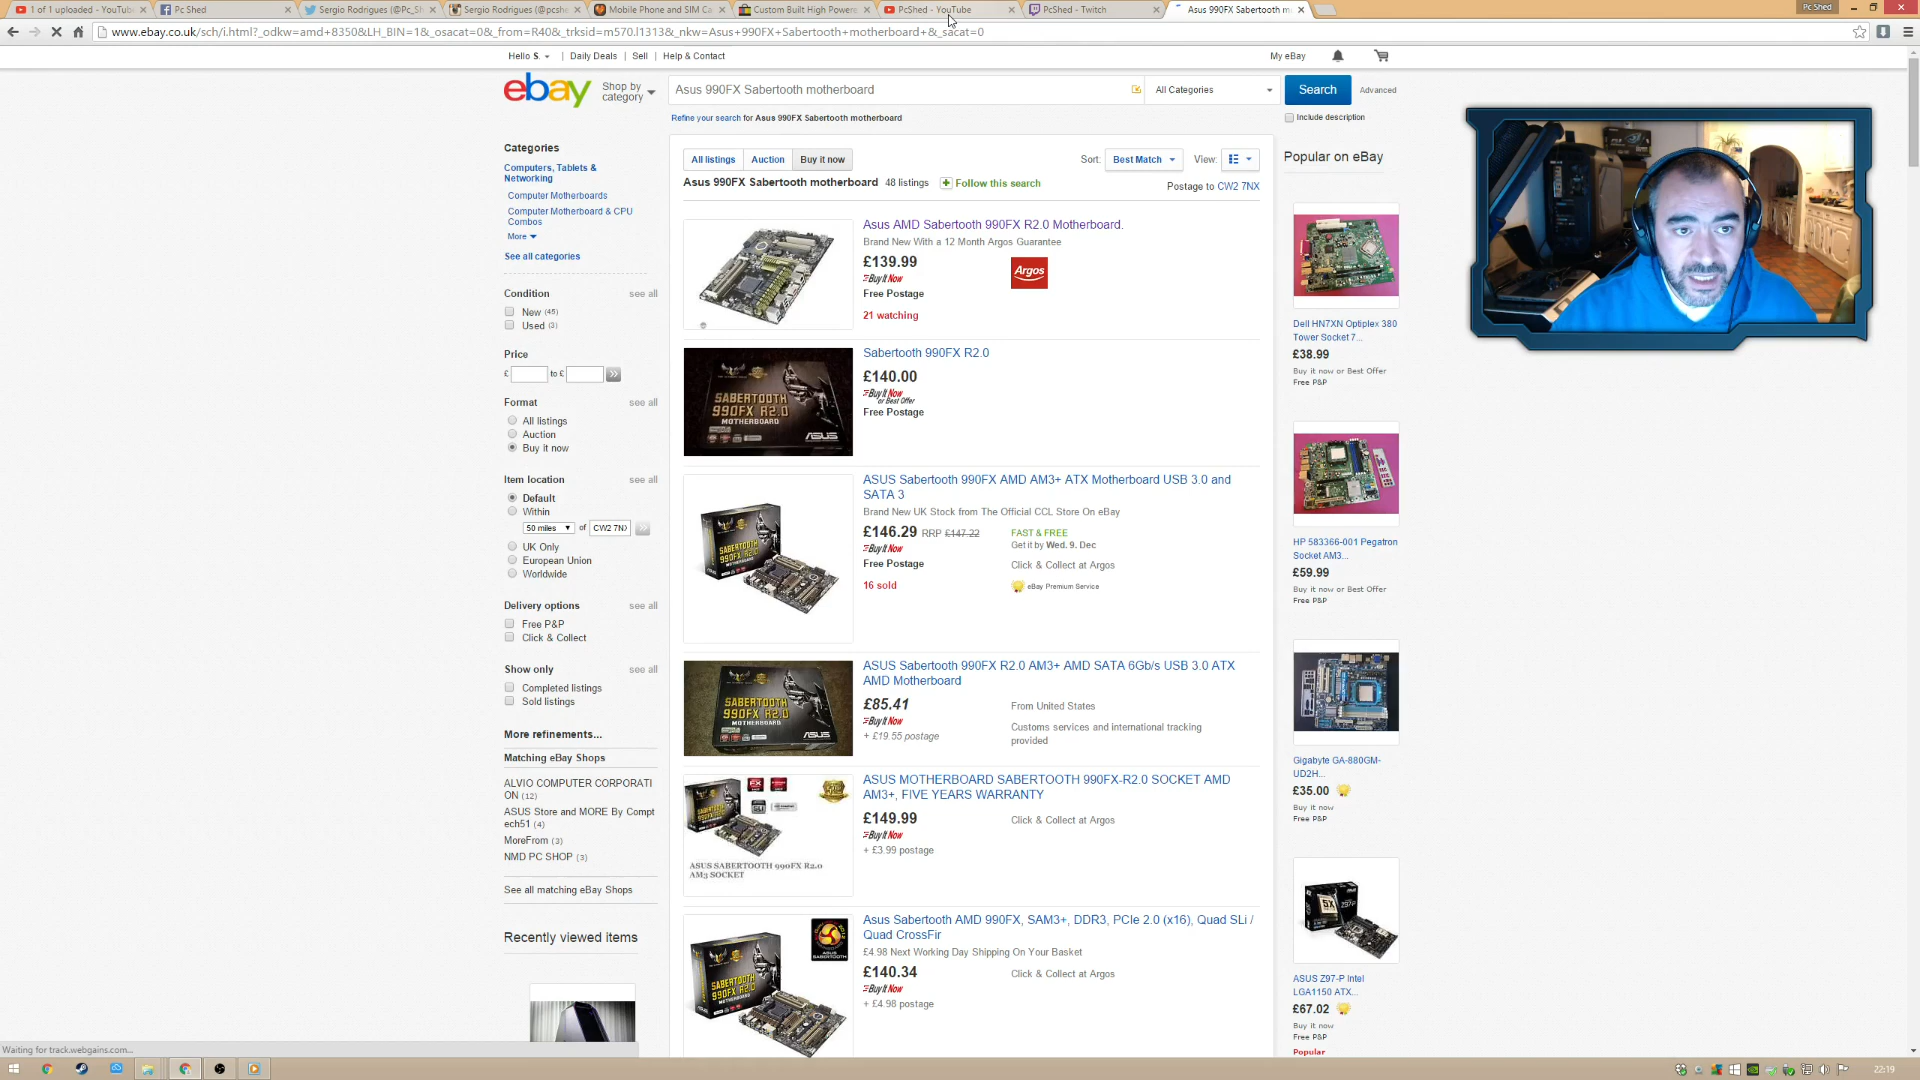 1 of 1 uploaded - YouTube
Pc Shed
Sergio Rodrigues (@Pc_Sh
Sergio Rodrigues (@pcshe
Mobile Phone and SIM Ca
Custom Built High Powere
PcShed - YouTube
PcShed - Twitch
Asus 990FX Sabertooth m
Pc Shed
www.ebay.co.uk/sch/i.html?_odkw=amd+8350&LH_BIN=1&_osacat=0&_from=R40&_trksid=m570.l1313&_nkw=Asus+990FX+Sabertooth+motherboard+&_sacat=0
Hello S.
Daily Deals
Sell
Help & Contact
My eBay
ebay
Shop by category
Asus 990FX Sabertooth motherboard
All Categories
Search
Advanced
Refine your search for Asus 990FX Sabertooth motherboard
Include description
Categories
Computers, Tablets &
Networking
Computer Motherboards
Computer Motherboard & CPU
Combos
More
See all categories
Condition see all
New (45)
Used (3)
Price
£ to £
Format see all
All listings
Auction
Buy it now
Item location see all
Default
Within
50 miles of CW2 7NX
UK Only
European Union
Worldwide
Delivery options see all
Free P&P
Click & Collect
Show only see all
Completed listings
Sold listings
More refinements...
Matching eBay Shops
ALVIO COMPUTER CORPORATI
ON (12)
ASUS Store and MORE By Compt
ech51 (4)
MoreFrom (3)
NMD PC SHOP (3)
See all matching eBay Shops
Recently viewed items
All listings
Auction
Buy it now
Sort: Best Match
View:
Asus 990FX Sabertooth motherboard 48 listings
Follow this search
Postage to CW2 7NX
Asus AMD Sabertooth 990FX R2.0 Motherboard.
Brand New With a 12 Month Argos Guarantee
£139.99
Buy It Now
Free Postage
21 watching
Argos
Sabertooth 990FX R2.0
£140.00
Buy It Now
or Best Offer
Free Postage
SABERTOOTH
990FX R2.0
MOTHERBOARD
ASUS
ASUS Sabertooth 990FX AMD AM3+ ATX Motherboard USB 3.0 and
SATA 3
Brand New UK Stock from The Official CCL Store On eBay
£146.29 RRP £147.22
Buy It Now
Free Postage
16 sold
FAST & FREE
Get it by Wed. 9. Dec
Click & Collect at Argos
eBay Premium Service
ASUS Sabertooth 990FX R2.0 AM3+ AMD SATA 6Gb/s USB 3.0 ATX
AMD Motherboard
£85.41
Buy It Now
+ £19.55 postage
From United States
Customs services and international tracking
provided
SABERTOOTH
990FX R2.0
MOTHERBOARD
ASUS
ASUS MOTHERBOARD SABERTOOTH 990FX-R2.0 SOCKET AMD
AM3+, FIVE YEARS WARRANTY
£149.99
Buy It Now
+ £3.99 postage
Click & Collect at Argos
ASUS SABERTOOTH 990FX R2.0
AM3 SOCKET
Asus Sabertooth AMD 990FX, SAM3+, DDR3, PCIe 2.0 (x16), Quad SLi /
Quad CrossFir
£4.98 Next Working Day Shipping On Your Basket
£140.34
Buy It Now
+ £4.98 postage
Click & Collect at Argos
Popular on eBay
Dell HN7XN Optiplex 380
Tower Socket 7...
£38.99
Buy it now or Best Offer
Free P&P
HP 583366-001 Pegatron
Socket AM3...
£59.99
Buy it now or Best Offer
Free P&P
Gigabyte GA-880GM-
UD2H...
£35.00
Buy it now
Free P&P
ASUS Z97-P Intel
LGA1150 ATX...
£67.02
Buy it now
Free P&P
Popular
Waiting for track.webgains.com...
22:19